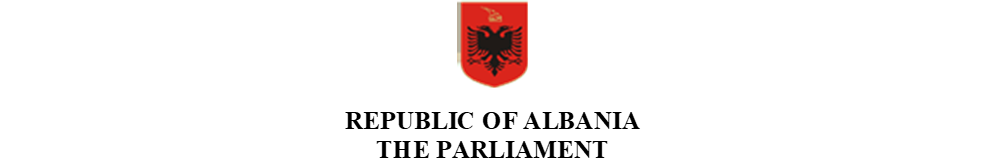 REPUBLIC OF ALBANIA
THE PARLIAMENT